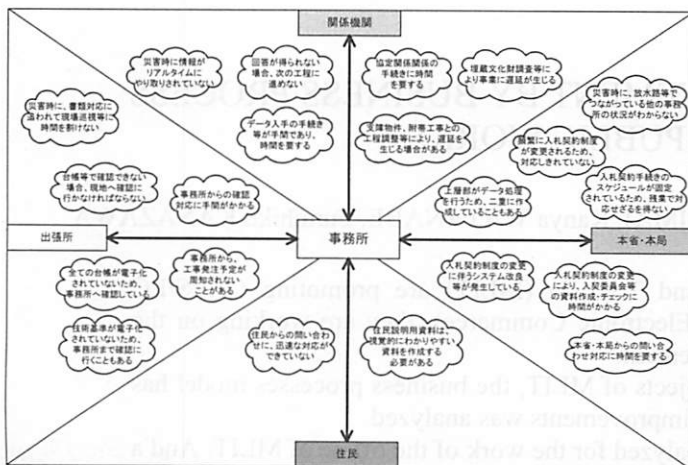 関係機関
災害時に情報が
リアルタイムに
やり取りされていない
回答が得られない
場合、次の工程に
進めない
協定関係関係の
手続きに時間
を要する
埋蔵文化財調査等に
より事業に遅延が生じる
災害時に、書類対応に
追われて現場巡視等に
時間を割けない
データ入手の手続き
等が手間であり、
時間を要する
支障物件、附帯工事との
工程調整等により、遅延を
生じる場合がある
災害時に、放水路等で
つながっている他の事務
所の状況がわからない
頻繁に入札契約制度
が変更されるため、
対応しきれていない
台帳等で確認できない
場合、現地へ確認に
行かなければならない
事務所からの確認
対応に手間がかかる
上層部がデータ処理
を行うため、二重に作
成していることもある
入札契約手続きの
スケジュールが固定
されているため、残業で対
応せざるを得ない
出張所
事務所
本省・本局
全ての台帳が電子化
されていないため、
事務所へ確認している
事務所から、
工事発注予定が
周知されない
ことがある
入札契約制度の変更
に伴うシステム改良
等が発生している
入札契約制度の変更
により、入契委員会等
の資料作成・チェックに
時間がかかる
技術基準が電子化
されていないため、
事務所まで確認に
行くこともある
住民からの問い合わ
せに、迅速な対応が
できていない
住民説明用資料は、
視覚的にわかりやすい
資料を作成する
必要がある
本省・本局からの問い合
わせ対応に時間を要する
住民